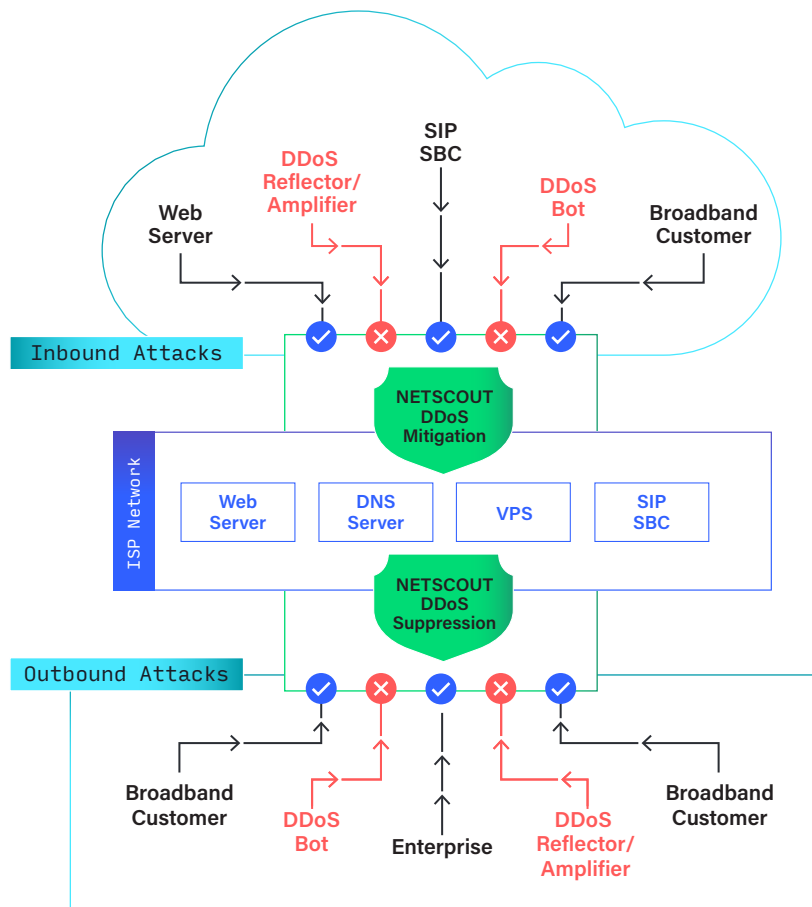 SIP
SBC
DDoS
Reflector/
Amplifier
DDoS
Bot
Web
Server
Broadband
Customer
Inbound Attacks
NETSCOUT
DDoS
Mitigation
ISP Network
Web
Server
DNS
Server
VPS
SIP
SBC
NETSCOUT
DDoS
Suppression
Outbound Attacks
Broadband
Customer
DDoS
Bot
Enterprise
DDoS
Reflector/
Amplifier
Broadband
Customer